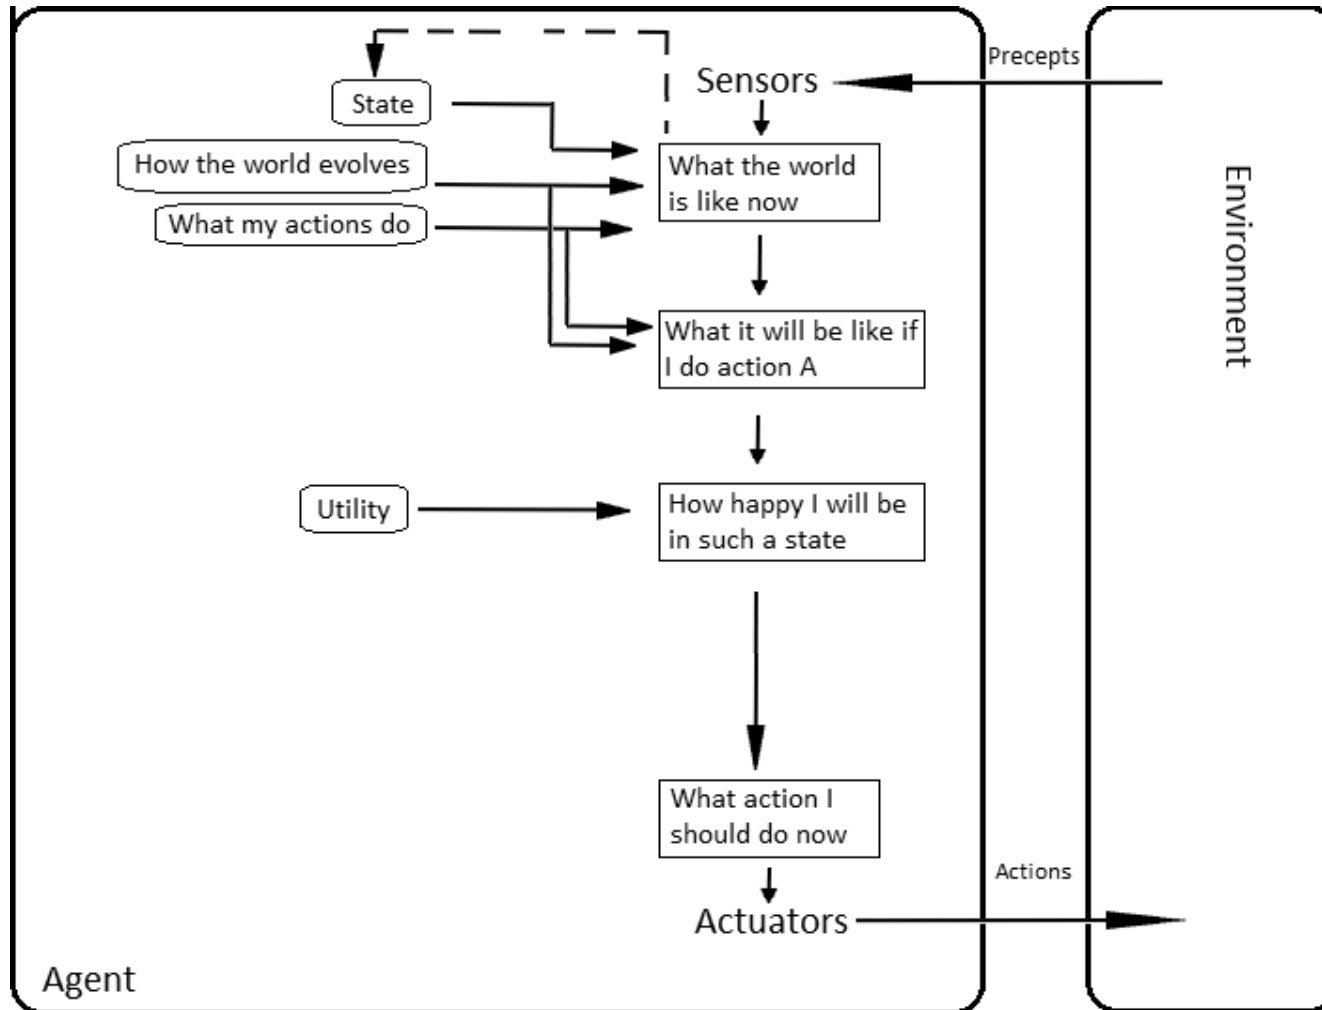 Precepts
Sensors
State
How the world evolves
What my actions do
What the world
is like now
Environment
What it will be like if
I do action A
Utility
How happy I will be
in such a state
What action I
should do now
Actions
Actuators
Agent